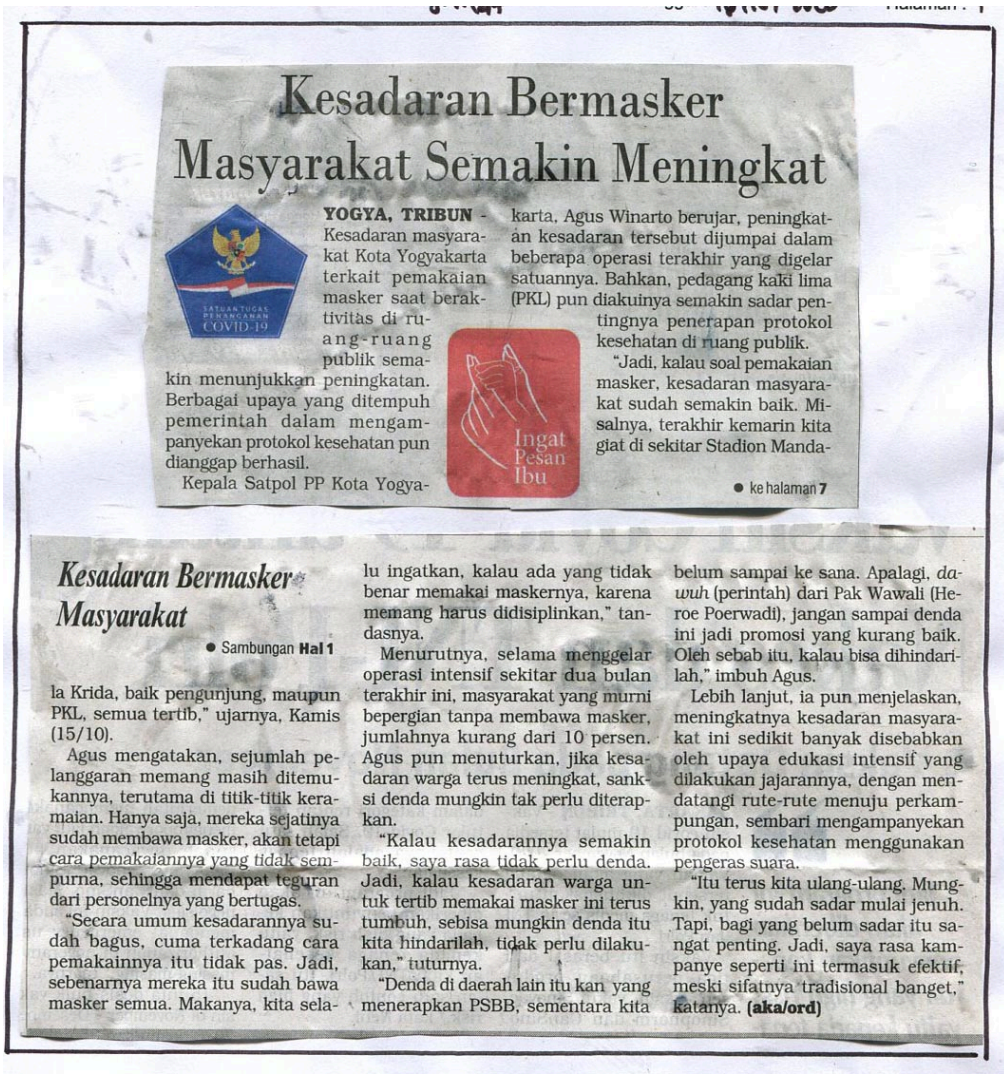 Halaman : 1
Kesadaran Bermasker
Masyarakat Semakin Meningkat
SATUAN TUGAS
PENANGANAN
COVID-19
YOGYA, TRIBUN -
Kesadaran masyara-
kat Kota Yogyakarta
terkait pemakaian
masker saat berak-
tivitas di ru-
ang-ruang
publik sema-
kin menunjukkan peningkatan.
Berbagai upaya yang ditempuh
pemerintah dalam mengam-
panyekan protokol kesehatan pun
dianggap berhasil.
Kepala Satpol PP Kota Yogya-
karta, Agus Winarto berujar, peningkat-
an kesadaran tersebut dijumpai dalam
beberapa operasi terakhir yang digelar
satuannya. Bahkan, pedagang kaki lima
(PKL) pun diakuinya semakin sadar pen-
tingnya penerapan protokol
kesehatan di ruang publik.
"Jadi, kalau soal pemakaian
masker, kesadaran masyara-
kat sudah semakin baik. Mi-
salnya, terakhir kemarin kita
giat di sekitar Stadion Manda-
Ingat
Pesan
Ibu
● ke halaman 7
Kesadaran Bermasker
Masyarakat
● Sambungan Hal 1
la Krida, baik pengunjung, maupun
PKL, semua tertib," ujarnya, Kamis
(15/10).
Agus mengatakan, sejumlah pe-
langgaran memang masih ditemu-
kannya, terutama di titik-titik kera-
maian. Hanya saja, mereka sejatinya
sudah membawa masker, akan tetapi
cara pemakaiannya yang tidak sem-
purna, sehingga mendapat teguran
dari personelnya yang bertugas.
"Secara umum kesadarannya su-
dah bagus, cuma terkadang cara
pemakainnya itu tidak pas. Jadi,
sebenarnya mereka itu sudah bawa
masker semua. Makanya, kita sela-
lu ingatkan, kalau ada yang tidak
benar memakai maskernya, karena
memang harus didisiplinkan," tan-
dasnya.
Menurutnya, selama menggelar
operasi intensif sekitar dua bulan
terakhir ini, masyarakat yang murni
bepergian tanpa membawa masker,
jumlahnya kurang dari 10 persen.
Agus pun menuturkan, jika kesa-
daran warga terus meningkat, sank-
si denda mungkin tak perlu diterap-
kan.
"Kalau kesadarannya semakin
baik, saya rasa tidak perlu denda.
Jadi, kalau kesadaran warga un-
tuk tertib memakai masker ini terus
tumbuh, sebisa mungkin denda itu
kita hindarilah, tidak perlu dilaku-
kan," tuturnya.
"Denda di daerah lain itu kan yang
menerapkan PSBB, sementara kita
belum sampai ke sana. Apalagi, da-
wuh (perintah) dari Pak Wawali (He-
roe Poerwadi), jangan sampai denda
ini jadi promosi yang kurang baik.
Oleh sebab itu, kalau bisa dihindari-
lah," imbuh Agus.
Lebih lanjut, ia pun menjelaskan,
meningkatnya kesadaran masyara-
kat ini sedikit banyak disebabkan
oleh upaya edukasi intensif yang
dilakukan jajarannya, dengan men-
datangi rute-rute menuju perkam-
pungan, sembari mengampanyekan
protokol kesehatan menggunakan
pengeras suara.
"Itu terus kita ulang-ulang. Mung-
kin, yang sudah sadar mulai jenuh.
Tapi, bagi yang belum sadar itu sa-
ngat penting. Jadi, saya rasa kam-
panye seperti ini termasuk efektif,
meski sifatnya tradisional banget,"
katanya. (aka/ord)